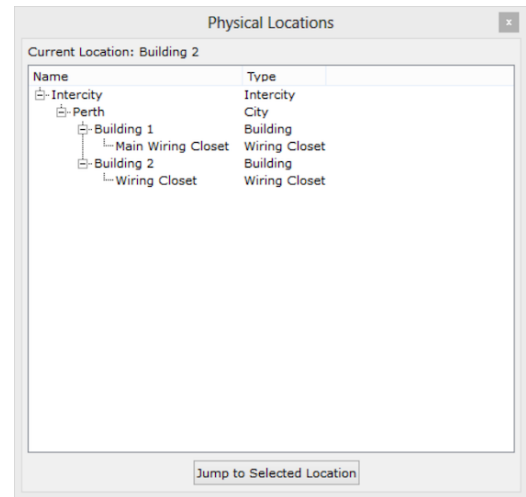 Physical Locations
x
Current Location: Building 2
Name Type
Intercity Intercity
Perth City
Building 1 Building
Main Wiring Closet Wiring Closet
Building 2 Building
Wiring Closet Wiring Closet
Jump to Selected Location